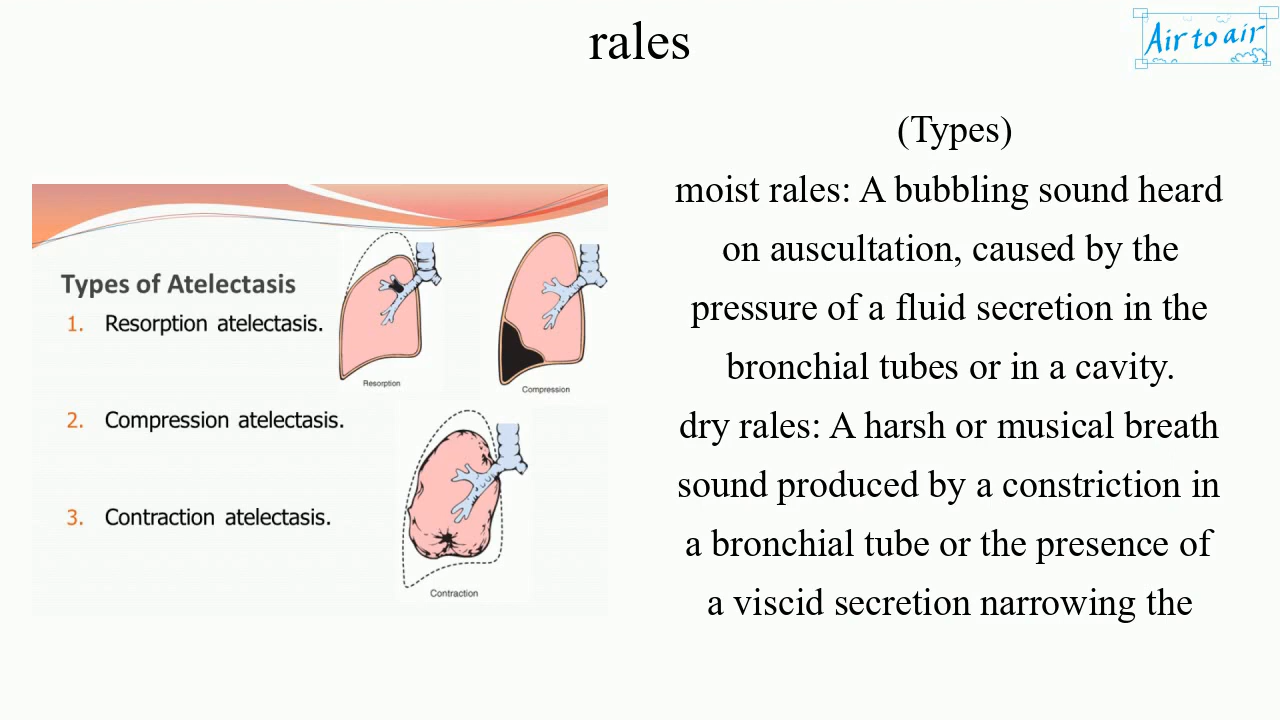 rales
Air to air
Types of Atelectasis
1. Resorption atelectasis.
Resorption
Compression
2. Compression atelectasis.
3. Contraction atelectasis.
Contraction
(Types)
moist rales: A bubbling sound heard
on auscultation, caused by the
pressure of a fluid secretion in the
bronchial tubes or in a cavity.
dry rales: A harsh or musical breath
sound produced by a constriction in
a bronchial tube or the presence of
a viscid secretion narrowing the